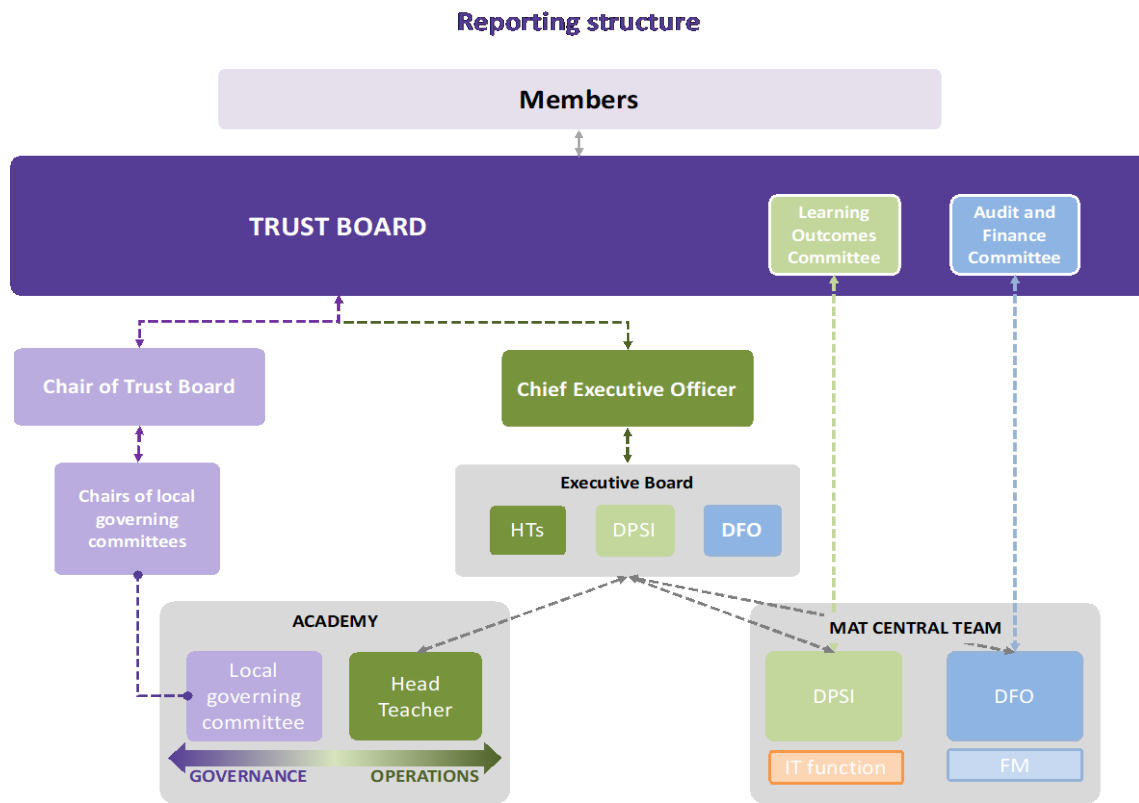 Reporting structure
Members
TRUST BOARD
Learning
Outcomes
Committee
Audit and
Finance
Committee
Chair of Trust Board
Chief Executive Officer
Chairs of local
governing
committees
Executive Board
HTs
DPSI
DFO
ACADEMY
Local
governing
committee
Head
Teacher
GOVERNANCE
OPERATIONS
MAT CENTRAL TEAM
DPSI
DFO
IT function
FM